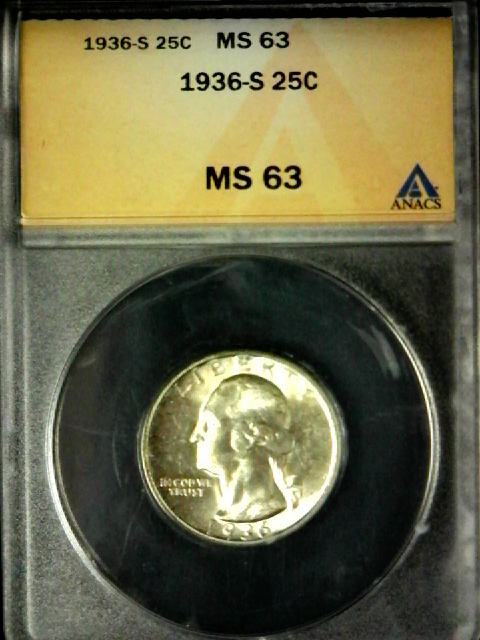 1936-S 25C MS 63
1936-S 25C
MS 63
ANACS
LIBERTY
IN GOD WE
TRUST
1936